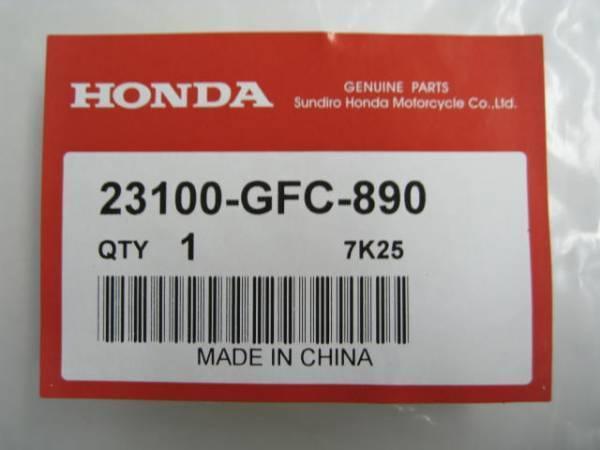 HONDA
GENUINE PARTS
Sundiro Honda Motorcycle Co.,Ltd.
23100-GFC-890
QTY 1 7K25
MADE IN CHINA